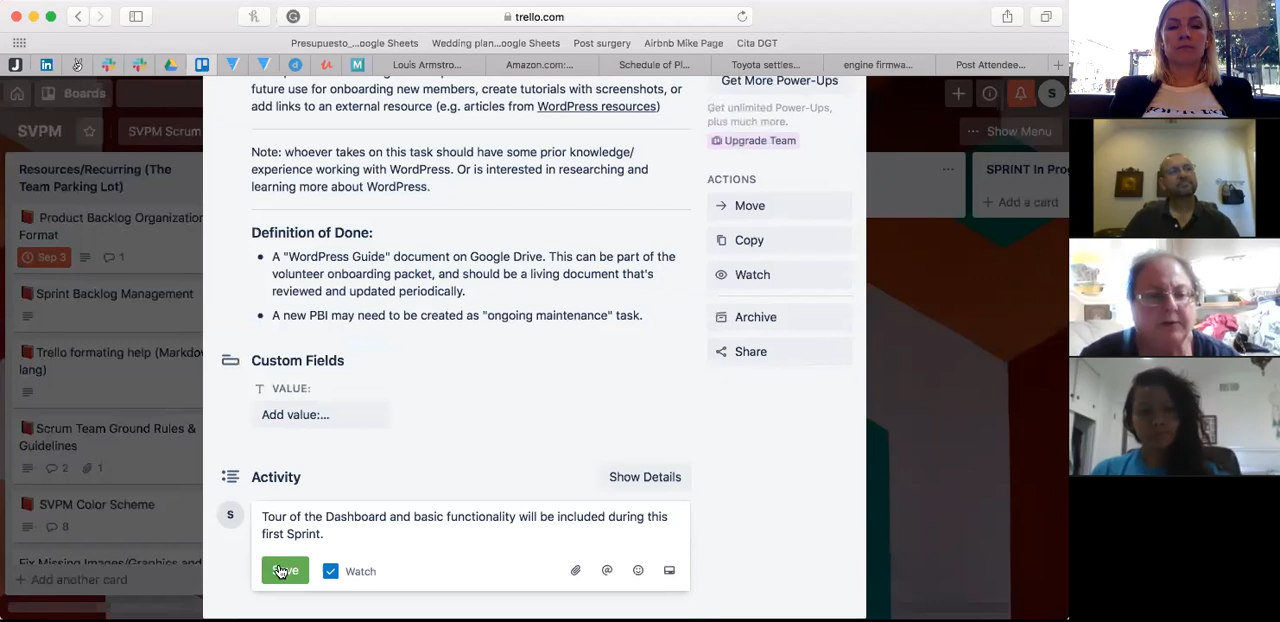 trello.com
Presupuesto_...oogle Sheets Wedding plan...oogle Sheets Post surgery Airbnb Mike Page Cita DGT
Louis Armstro... Amazon.com:... Schedule of Pl... Toyota settles... engine firmwa... Post Attendee...
Boards
S
SVPM
SVPM Scrum
Show Menu
Resources/Recurring (The
Team Parking Lot)
Product Backlog Organization
Format
Sep 3
1
Sprint Backlog Management
Trello formating help (Markdo
lang)
Scrum Team Ground Rules &
Guidelines
2
1
SVPM Color Scheme
8
Fix Missing Images/Graphics and
+ Add another card
future use for onboarding new members, create tutorials with screenshots, or
add links to an external resource (e.g. articles from WordPress resources)
Note: whoever takes on this task should have some prior knowledge/
experience working with WordPress. Or is interested in researching and
learning more about WordPress.
Definition of Done:
A "WordPress Guide" document on Google Drive. This can be part of the
volunteer onboarding packet, and should be a living document that's
reviewed and updated periodically.
A new PBI may need to be created as "ongoing maintenance" task.
Custom Fields
T VALUE:
Add value:...
Activity
Show Details
S
Tour of the Dashboard and basic functionality will be included during this
first Sprint.
Save
Watch
Get More Power-Ups
Get unlimited Power-Ups,
plus much more.
Upgrade Team
ACTIONS
Move
Copy
Watch
Archive
Share
SPRINT In Prog
+ Add a card